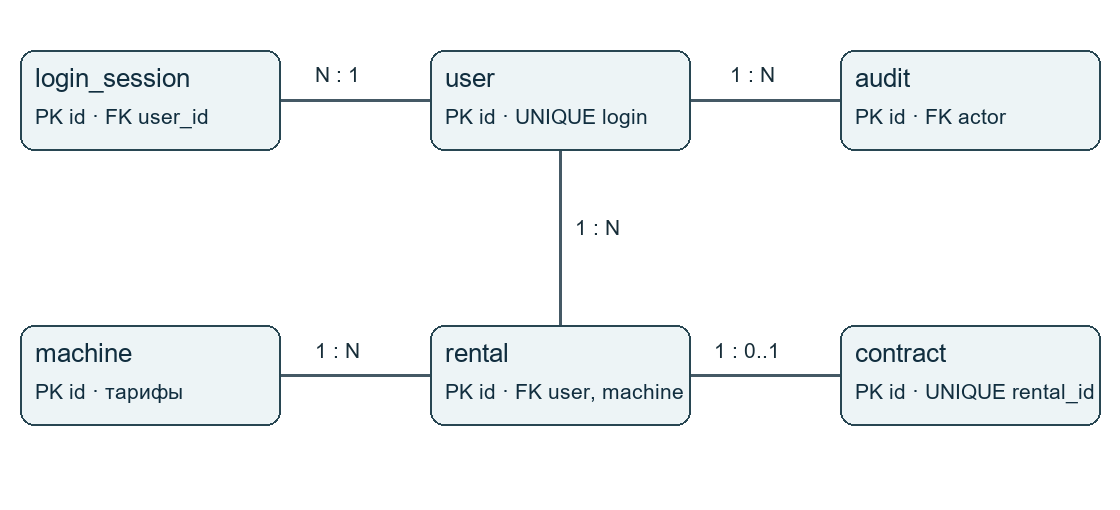 login_session
PK id · FK user_id
N : 1
user
PK id · UNIQUE login
1 : N
audit
PK id · FK actor
1 : N
machine
PK id · тарифы
1 : N
rental
PK id · FK user, machine
1 : 0..1
contract
PK id · UNIQUE rental_id